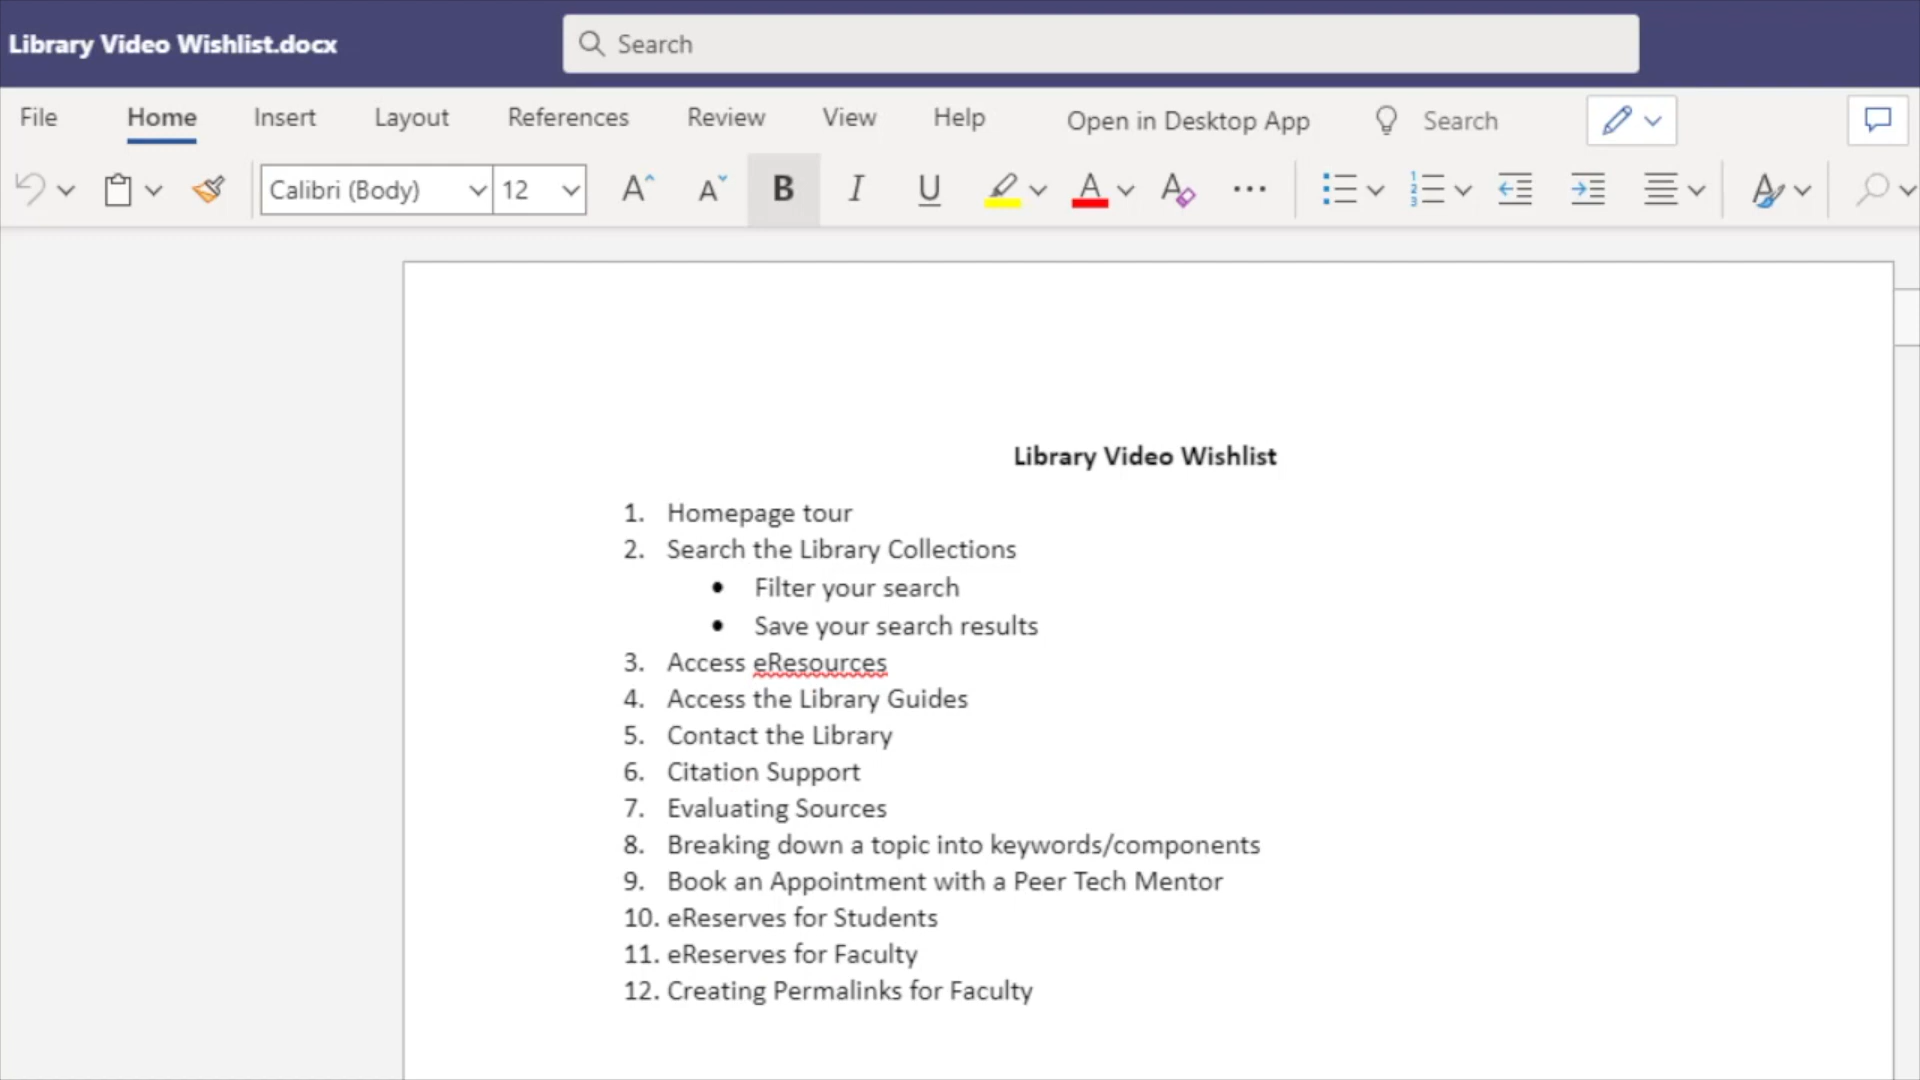 Library Video Wishlist.docx
Search
File Home Insert Layout References Review View Help Open in Desktop App Search
Calibri (Body) 12 A A B I U A A ...
Library Video Wishlist
1. Homepage tour
2. Search the Library Collections
• Filter your search
• Save your search results
3. Access eResources
4. Access the Library Guides
5. Contact the Library
6. Citation Support
7. Evaluating Sources
8. Breaking down a topic into keywords/components
9. Book an Appointment with a Peer Tech Mentor
10. eReserves for Students
11. eReserves for Faculty
12. Creating Permalinks for Faculty